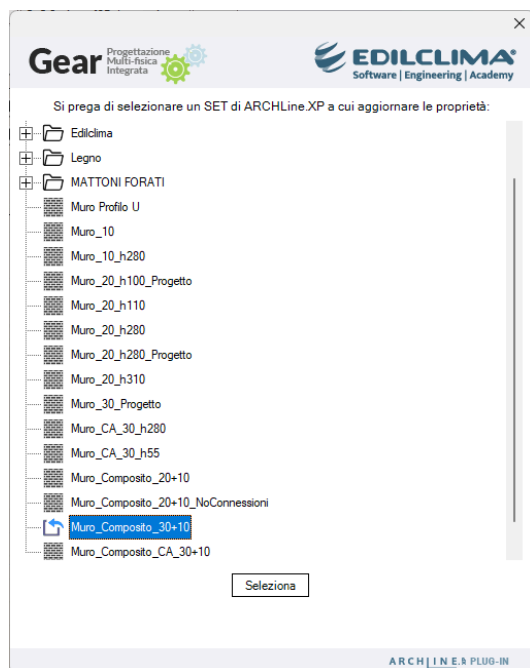 Gear Progettazione
Multi-fisica
Integrata
EDILCLIMA®
Software | Engineering | Academy
Si prega di selezionare un SET di ARCHLine.XP a cui aggiornare le proprietà:
Edilclima
Legno
MATTONI FORATI
Muro Profilo U
Muro_10
Muro_10_h280
Muro_20_h100_Progetto
Muro_20_h110
Muro_20_h280
Muro_20_h280_Progetto
Muro_20_h310
Muro_30_Progetto
Muro_CA_30_h280
Muro_CA_30_h55
Muro_Composito_20+10
Muro_Composito_20+10_NoConnessioni
Muro_Composito_30+10
Muro_Composito_CA_30+10
Seleziona
PLUG-IN